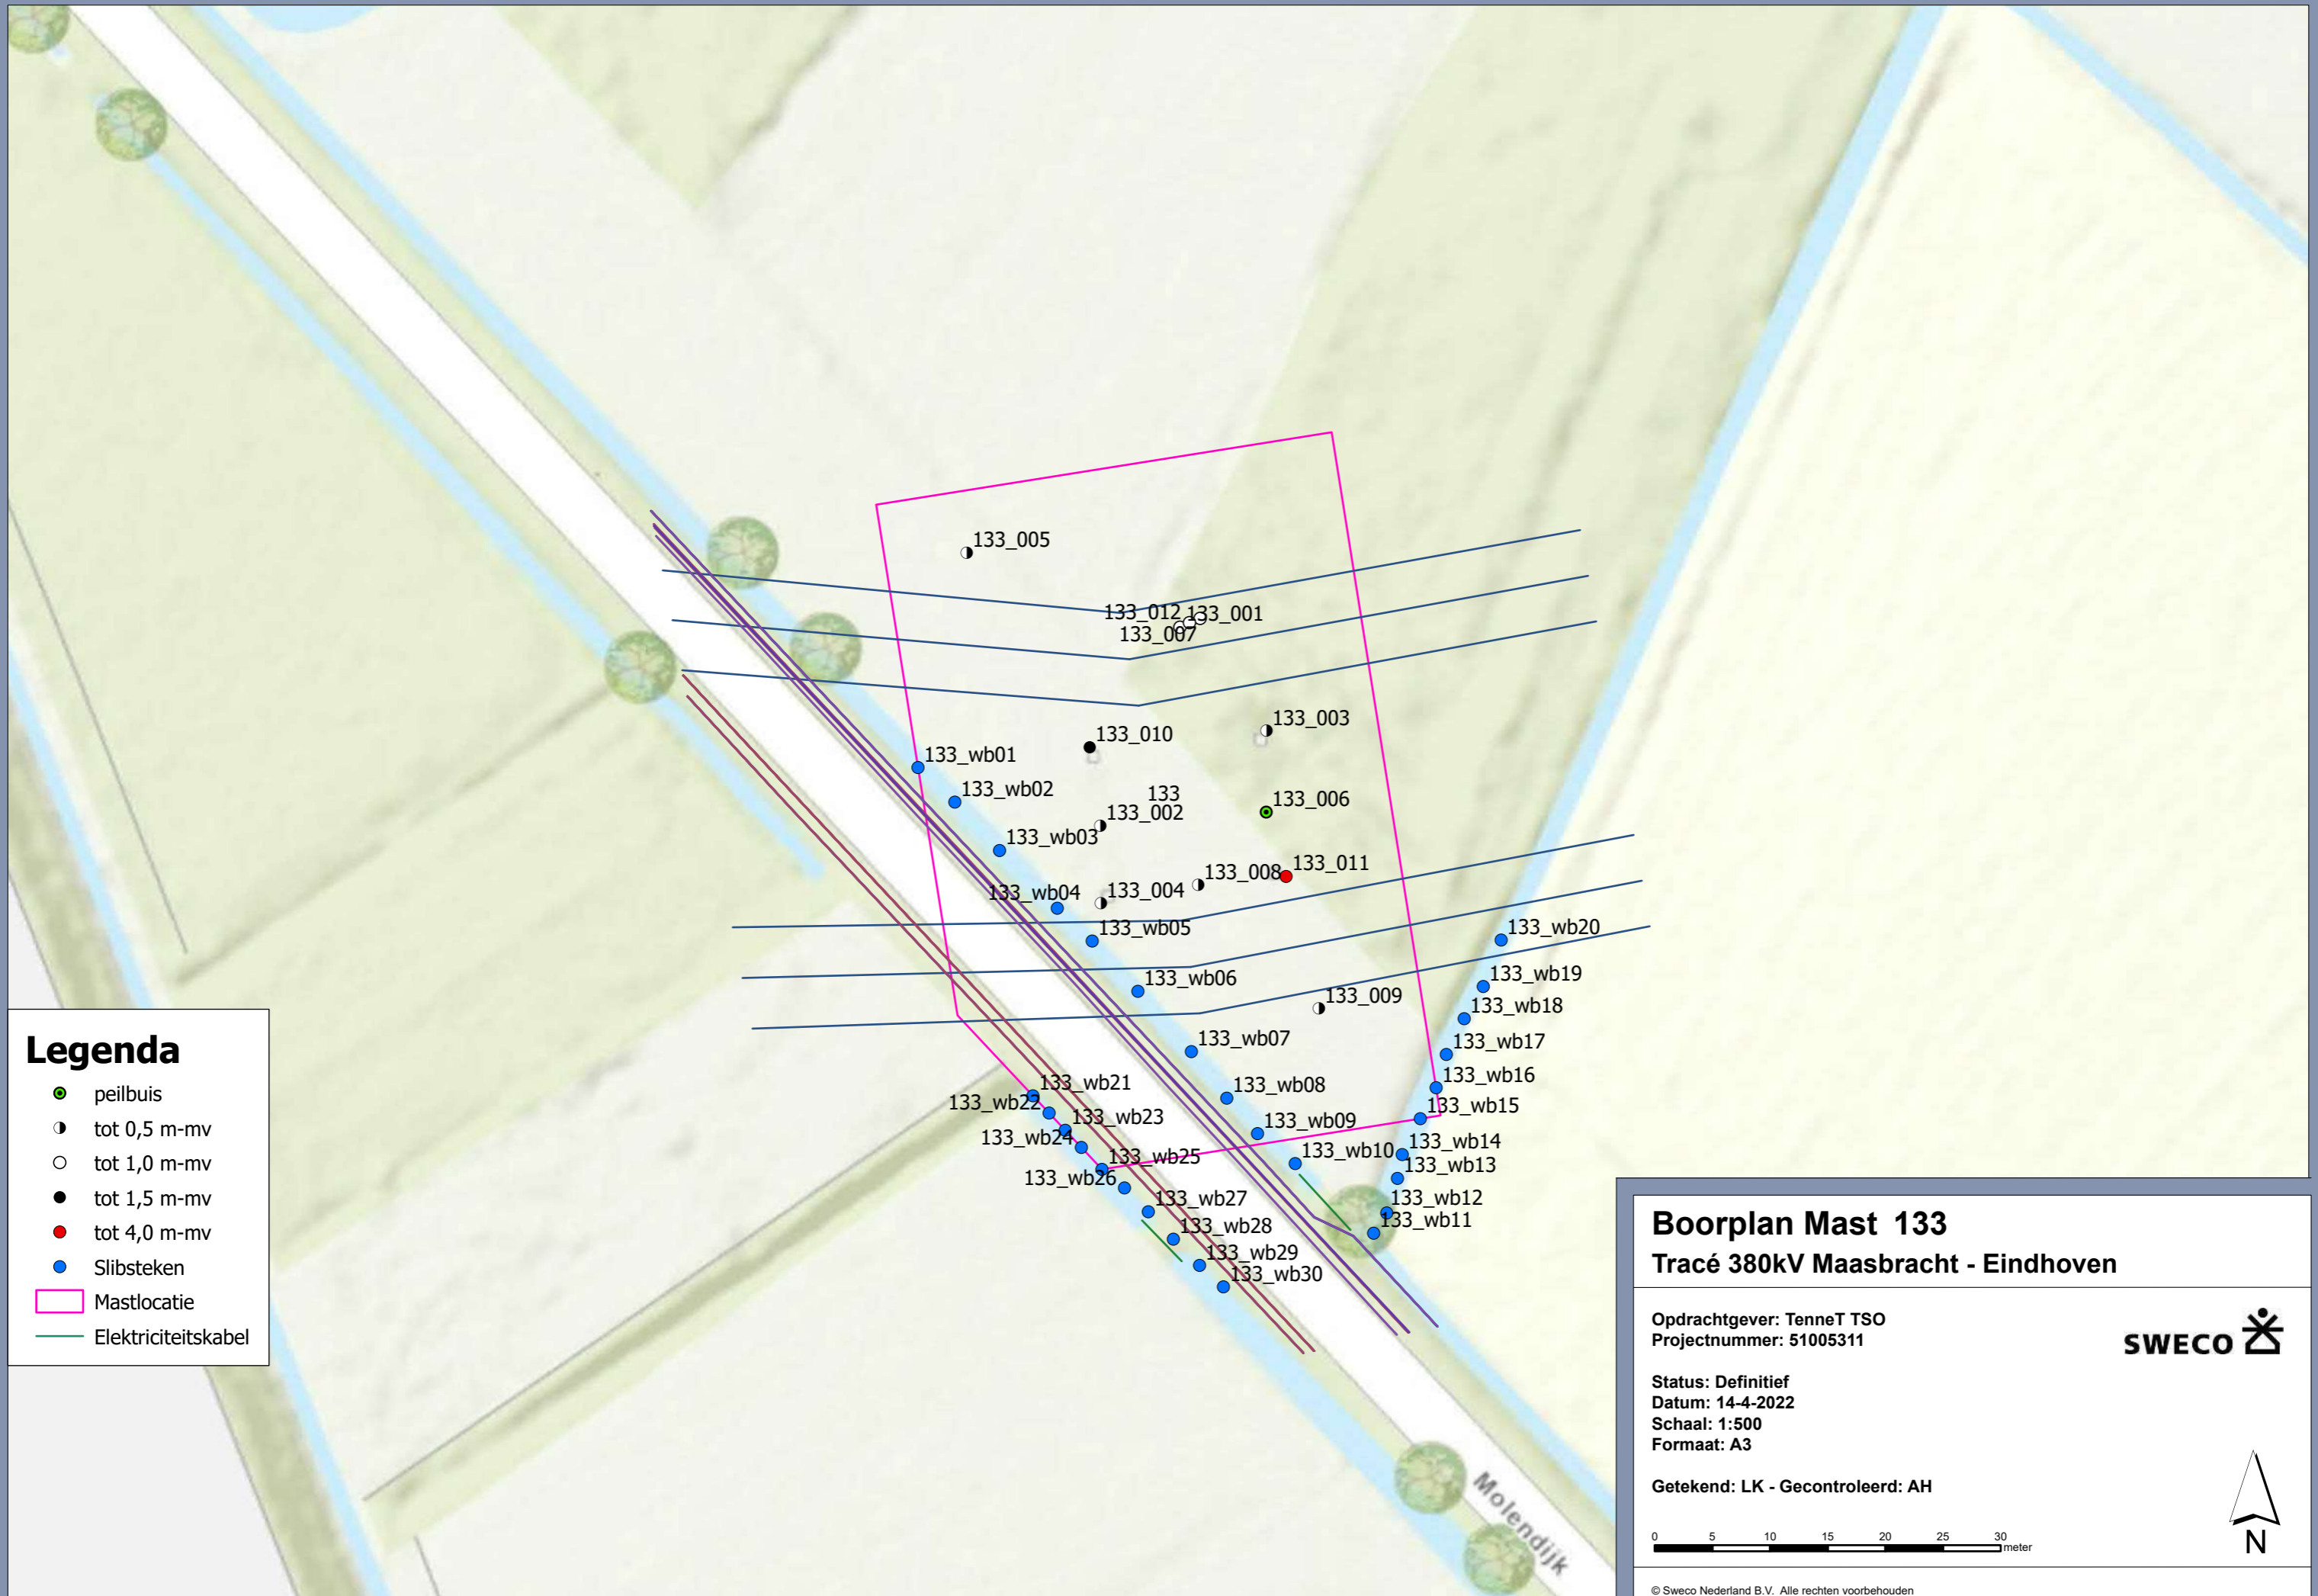 133_005
133_012 133_001
133_007
133_003
133_010
133_wb01
133_wb02
133
133_002
133_006
133_wb03
133_008 133_011
133_wb04 133_004
133_wb05
133_wb20
133_wb06
133_wb19
133_009
133_wb18
133_wb07
133_wb17
133_wb08
133_wb16
133_wb21
133_wb22
133_wb15
133_wb23
133_wb09
133_wb24
133_wb14
133_wb25
133_wb10
133_wb13
133_wb26
133_wb27
133_wb12
133_wb11
133_wb28
133_wb29
133_wb30
Molendijk
Legenda
peilbuis
tot 0,5 m-mv
tot 1,0 m-mv
tot 1,5 m-mv
tot 4,0 m-mv
Slibsteken
Mastlocatie
Elektriciteitskabel
Boorplan Mast 133
Tracé 380kV Maasbracht - Eindhoven
Opdrachtgever: TenneT TSO
Projectnummer: 51005311
SWECO
Status: Definitief
Datum: 14-4-2022
Schaal: 1:500
Formaat: A3
Getekend: LK - Gecontroleerd: AH
0 5 10 15 20 25 30
meter
N
© Sweco Nederland B.V. Alle rechten voorbehouden